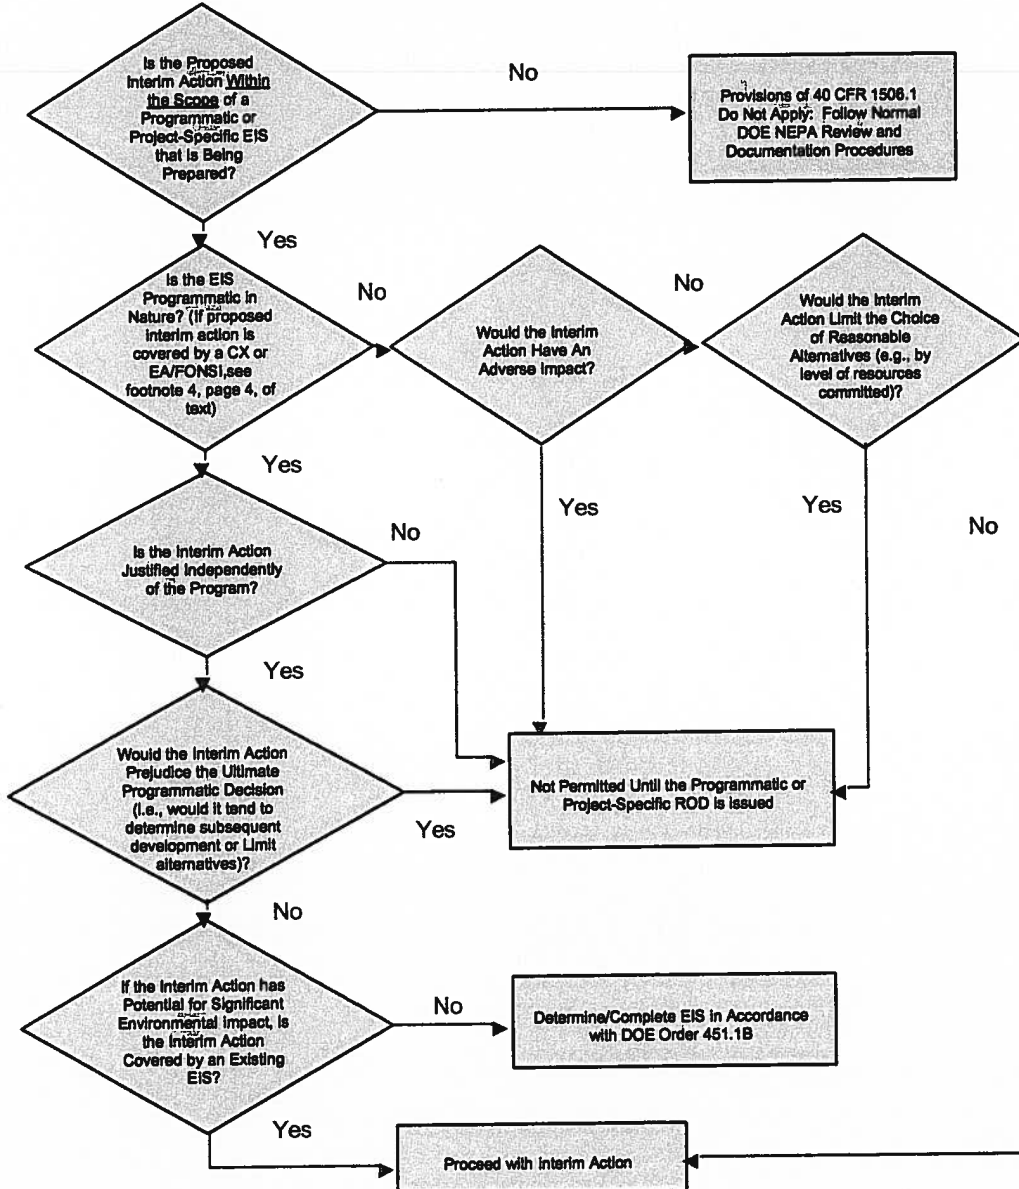 Is the Proposed
Interim Action Within
the Scope of a
Programmatic or
Project-Specific EIS
that is Being
Prepared?
No
Provisions of 40 CFR 1506.1
Do Not Apply: Follow Normal
DOE NEPA Review and
Documentation Procedures
Yes
Is the EIS
Programmatic in
Nature? (If proposed
interim action is
covered by a CX or
EA/FONSI,see
footnote 4, page 4, of
text)
No
Would the Interim
Action Have An
Adverse Impact?
No
Would the Interim
Action Limit the Choice
of Reasonable
Alternatives (e.g., by
level of resources
committed)?
Yes
Yes
Yes
No
Is the Interim Action
Justified Independently
of the Program?
No
Yes
Would the Interim Action
Prejudice the Ultimate
Programmatic Decision
(i.e., would it tend to
determine subsequent
development or Limit
alternatives)?
Yes
Not Permitted Until the Programmatic or
Project-Specific ROD is issued
No
If the Interim Action has
Potential for Significant
Environmental Impact, Is
the Interim Action
Covered by an Existing
EIS?
No
Determine/Complete EIS in Accordance
with DOE Order 451.1B
Yes
Proceed with Interim Action